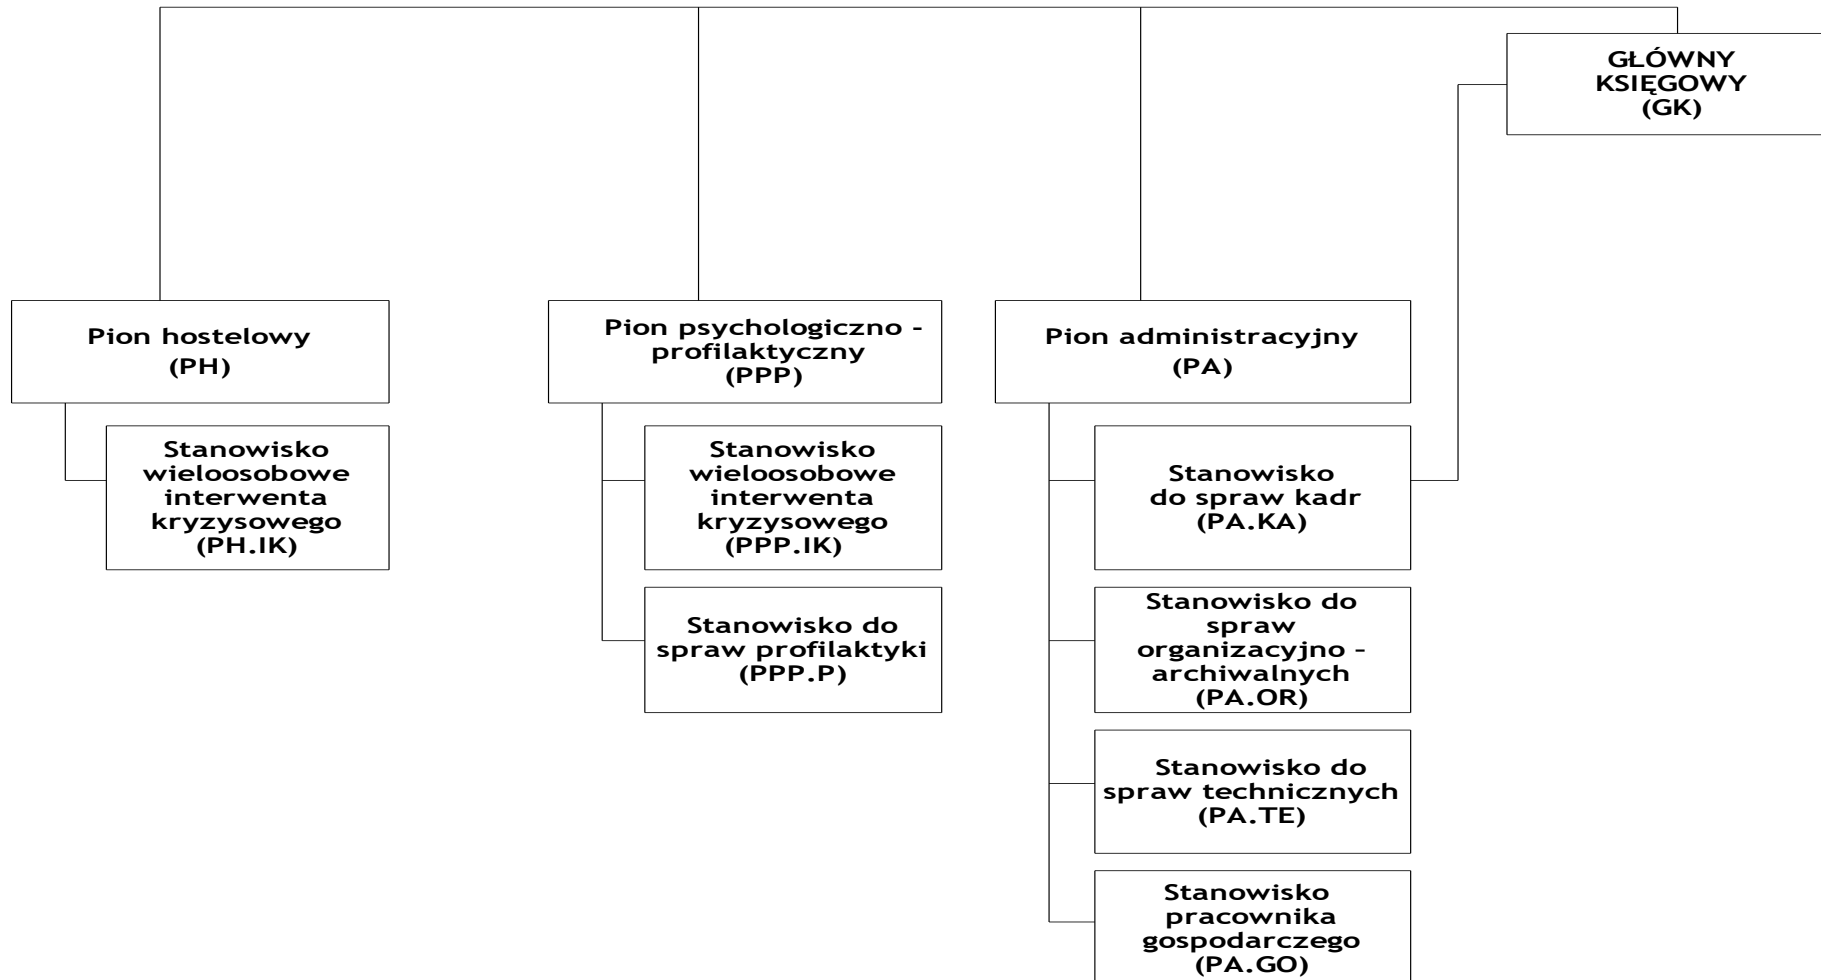 GŁÓWNY
KSIĘGOWY
(GK)
Pion hostelowy
(PH)
Stanowisko
wieloosobowe
interwenta
kryzysowego
(PH.IK)
Pion psychologiczno -
profilaktyczny
(PPP)
Stanowisko
wieloosobowe
interwenta
kryzysowego
(PPP.IK)
Stanowisko do
spraw profilaktyki
(PPP.P)
Pion administracyjny
(PA)
Stanowisko
do spraw kadr
(PA.KA)
Stanowisko do
spraw
organizacyjno -
archiwalnych
(PA.OR)
Stanowisko do
spraw technicznych
(PA.TE)
Stanowisko
pracownika
gospodarczego
(PA.GO)